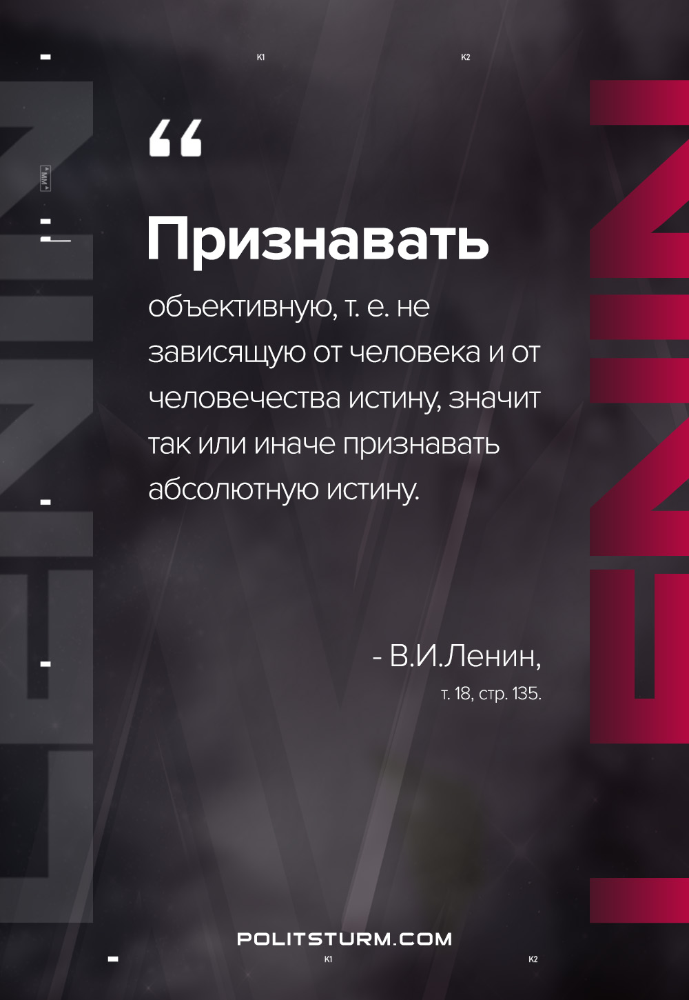 K1 K2
“
Признавать
объективную, т. е. не
зависящую от человека и от
человечества истину, значит
так или иначе признавать
абсолютную истину.
- В.И.Ленин,
т. 18, стр. 135.
POLITSTURM.COM
K1 K2
LENIN
LENIN
MM